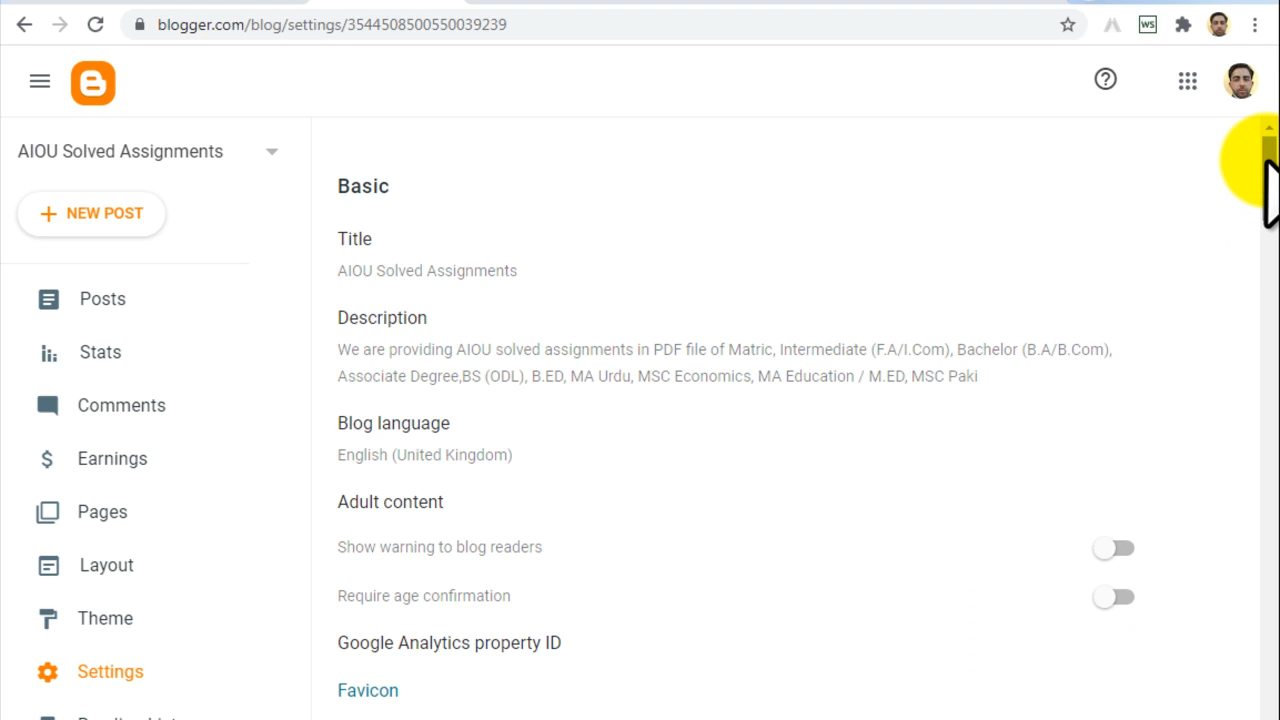 blogger.com/blog/settings/3544508500550039239
WS
AIOU Solved Assignments
NEW POST
Posts
Stats
Comments
Earnings
Pages
Layout
Theme
Settings
Basic
Title
AIOU Solved Assignments
Description
We are providing AIOU solved assignments in PDF file of Matric, Intermediate (F.A/I.Com), Bachelor (B.A/B.Com),
Associate Degree,BS (ODL), B.ED, MA Urdu, MSC Economics, MA Education / M.ED, MSC Paki
Blog language
English (United Kingdom)
Adult content
Show warning to blog readers
Require age confirmation
Google Analytics property ID
Favicon